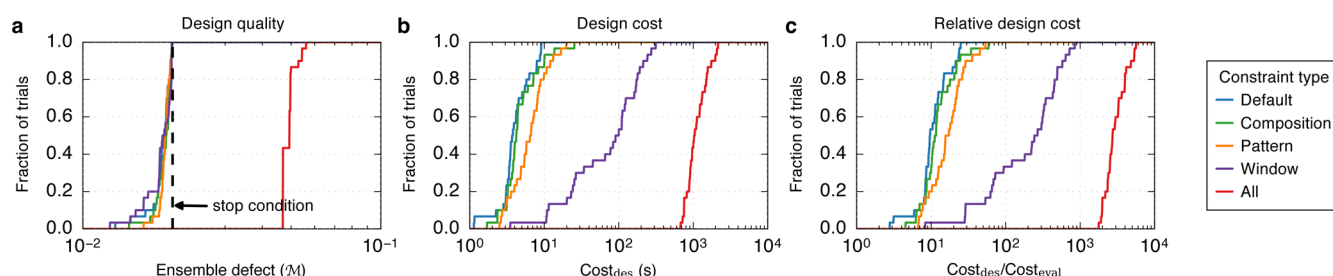 a
Design quality
Fraction of trials
1.0
0.8
0.6
0.4
0.2
0.0
stop condition
10⁻²
10⁻¹
Ensemble defect (ℳ)
b
Design cost
Fraction of trials
1.0
0.8
0.6
0.4
0.2
0.0
10⁰
10¹
10²
10³
10⁴
Cost_des (s)
c
Relative design cost
Fraction of trials
1.0
0.8
0.6
0.4
0.2
0.0
10⁰
10¹
10²
10³
10⁴
Cost_des/Cost_eval
Constraint type
Default
Composition
Pattern
Window
All